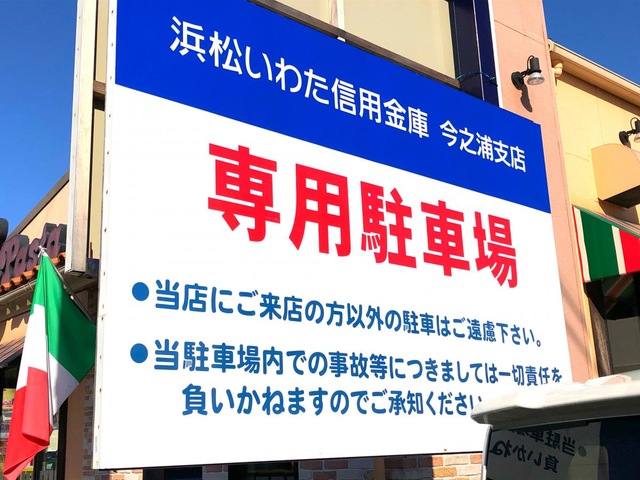 浜松いわた信用金庫 今之浦支店
専用駐車場
●当店にご来店の方以外の駐車はご遠慮下さい。
●当駐車場内での事故等につきましては一切責任を
負いかねますのでご承知ください
Pasta